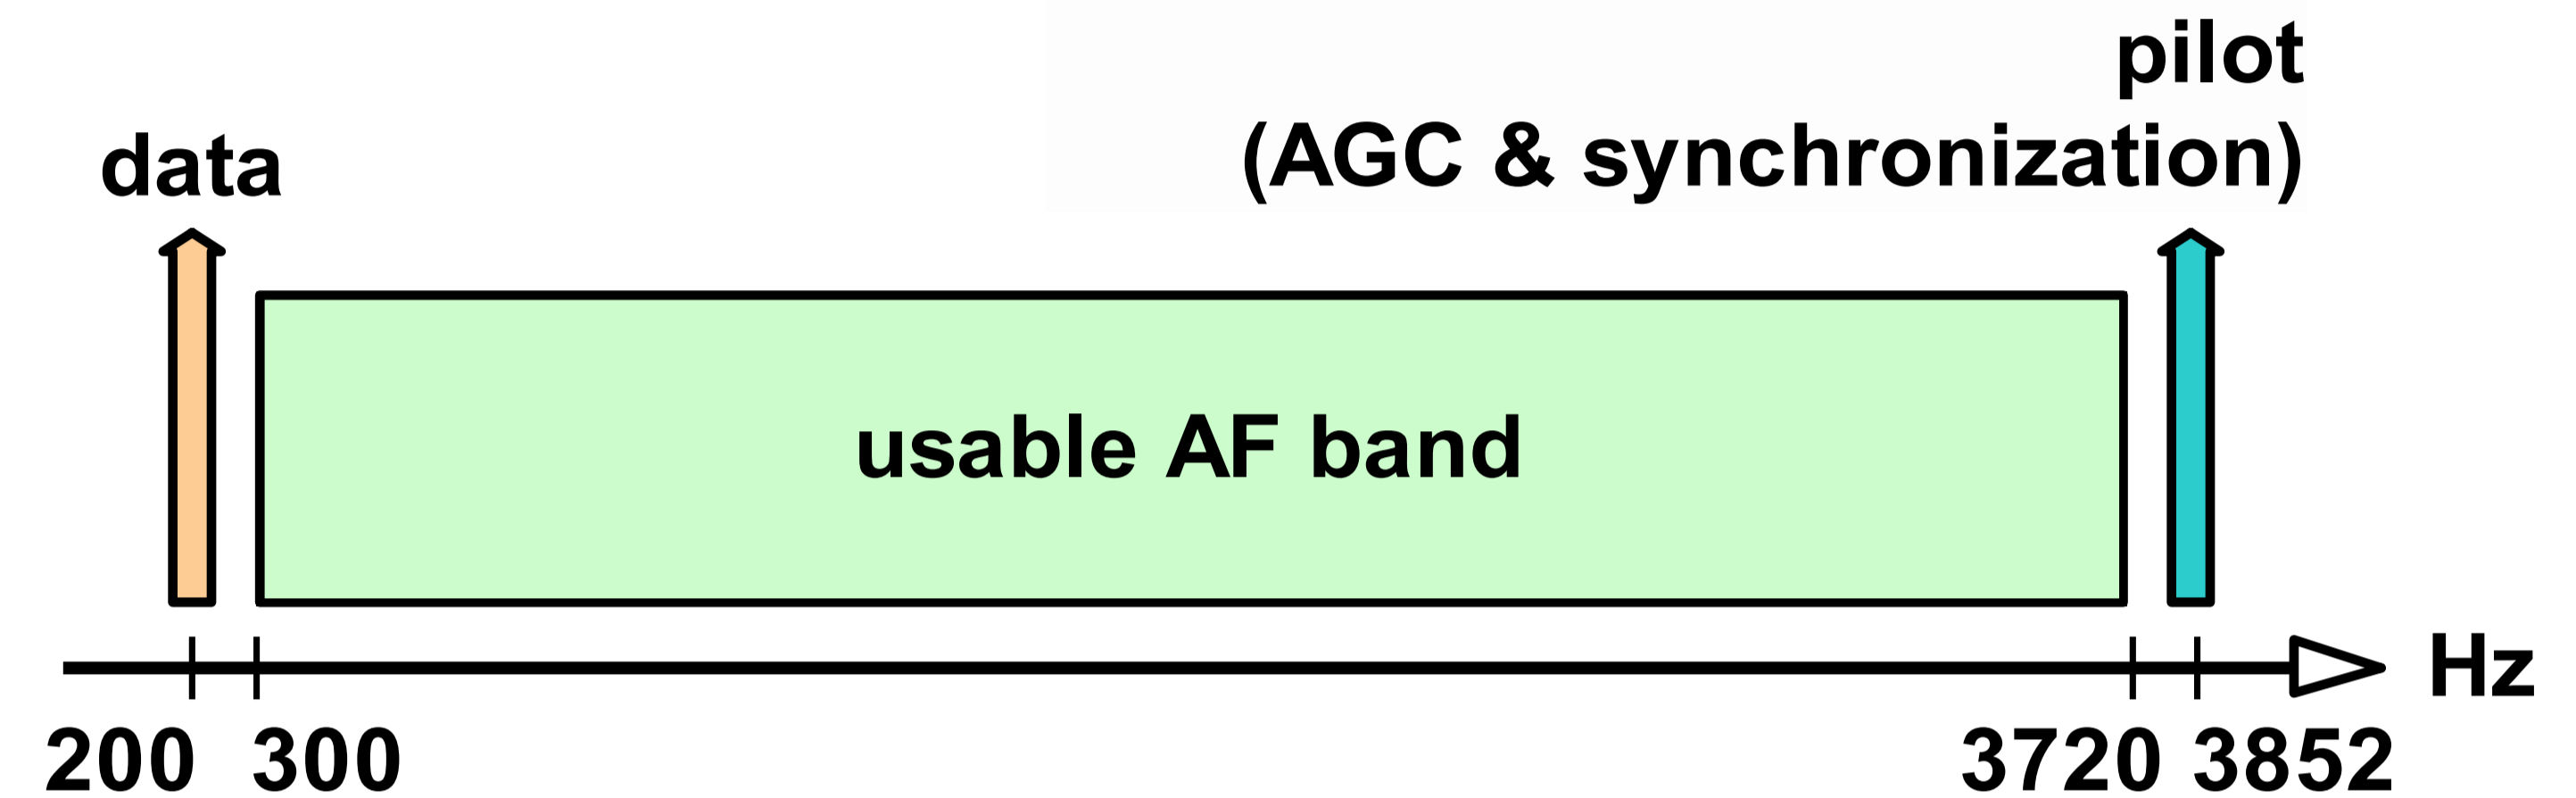 pilot
(AGC & synchronization)
data
usable AF band
Hz
200 300 3720 3852